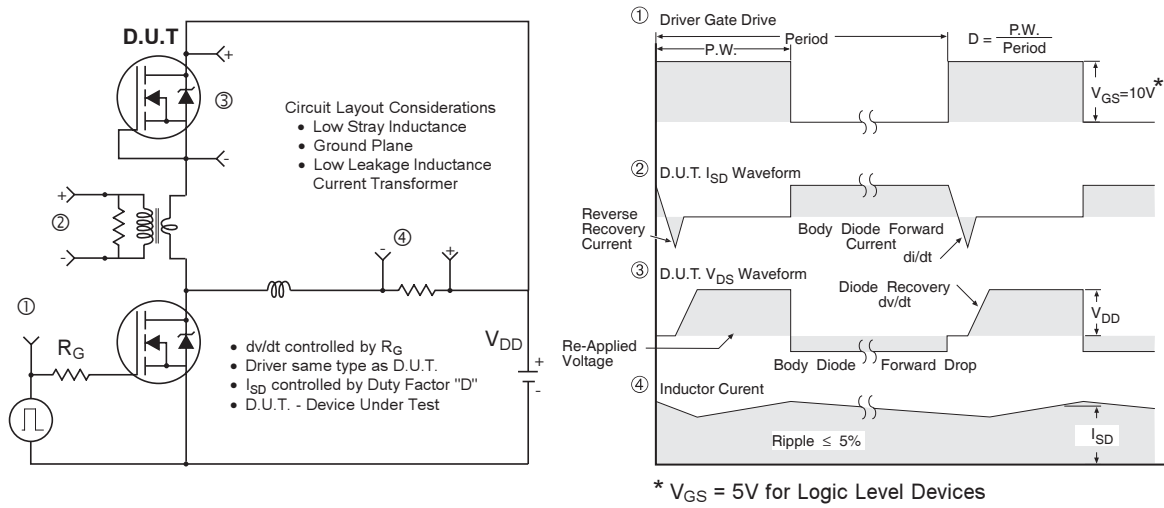 D.U.T
+
③
-
Circuit Layout Considerations
• Low Stray Inductance
• Ground Plane
• Low Leakage Inductance
Current Transformer
+
②
-
④
- +
①
R_G
V_DD
+
-
• dv/dt controlled by R_G
• Driver same type as D.U.T.
• I_SD controlled by Duty Factor "D"
• D.U.T. - Device Under Test
① Driver Gate Drive
P.W.
Period
D = P.W. / Period
V_GS=10V *
② D.U.T. I_SD Waveform
Reverse
Recovery
Current
Body Diode Forward
Current
di/dt
③ D.U.T. V_DS Waveform
Diode Recovery
dv/dt
V_DD
Re-Applied
Voltage
Body Diode Forward Drop
④ Inductor Curent
Ripple ≤ 5%
I_SD
* V_GS = 5V for Logic Level Devices